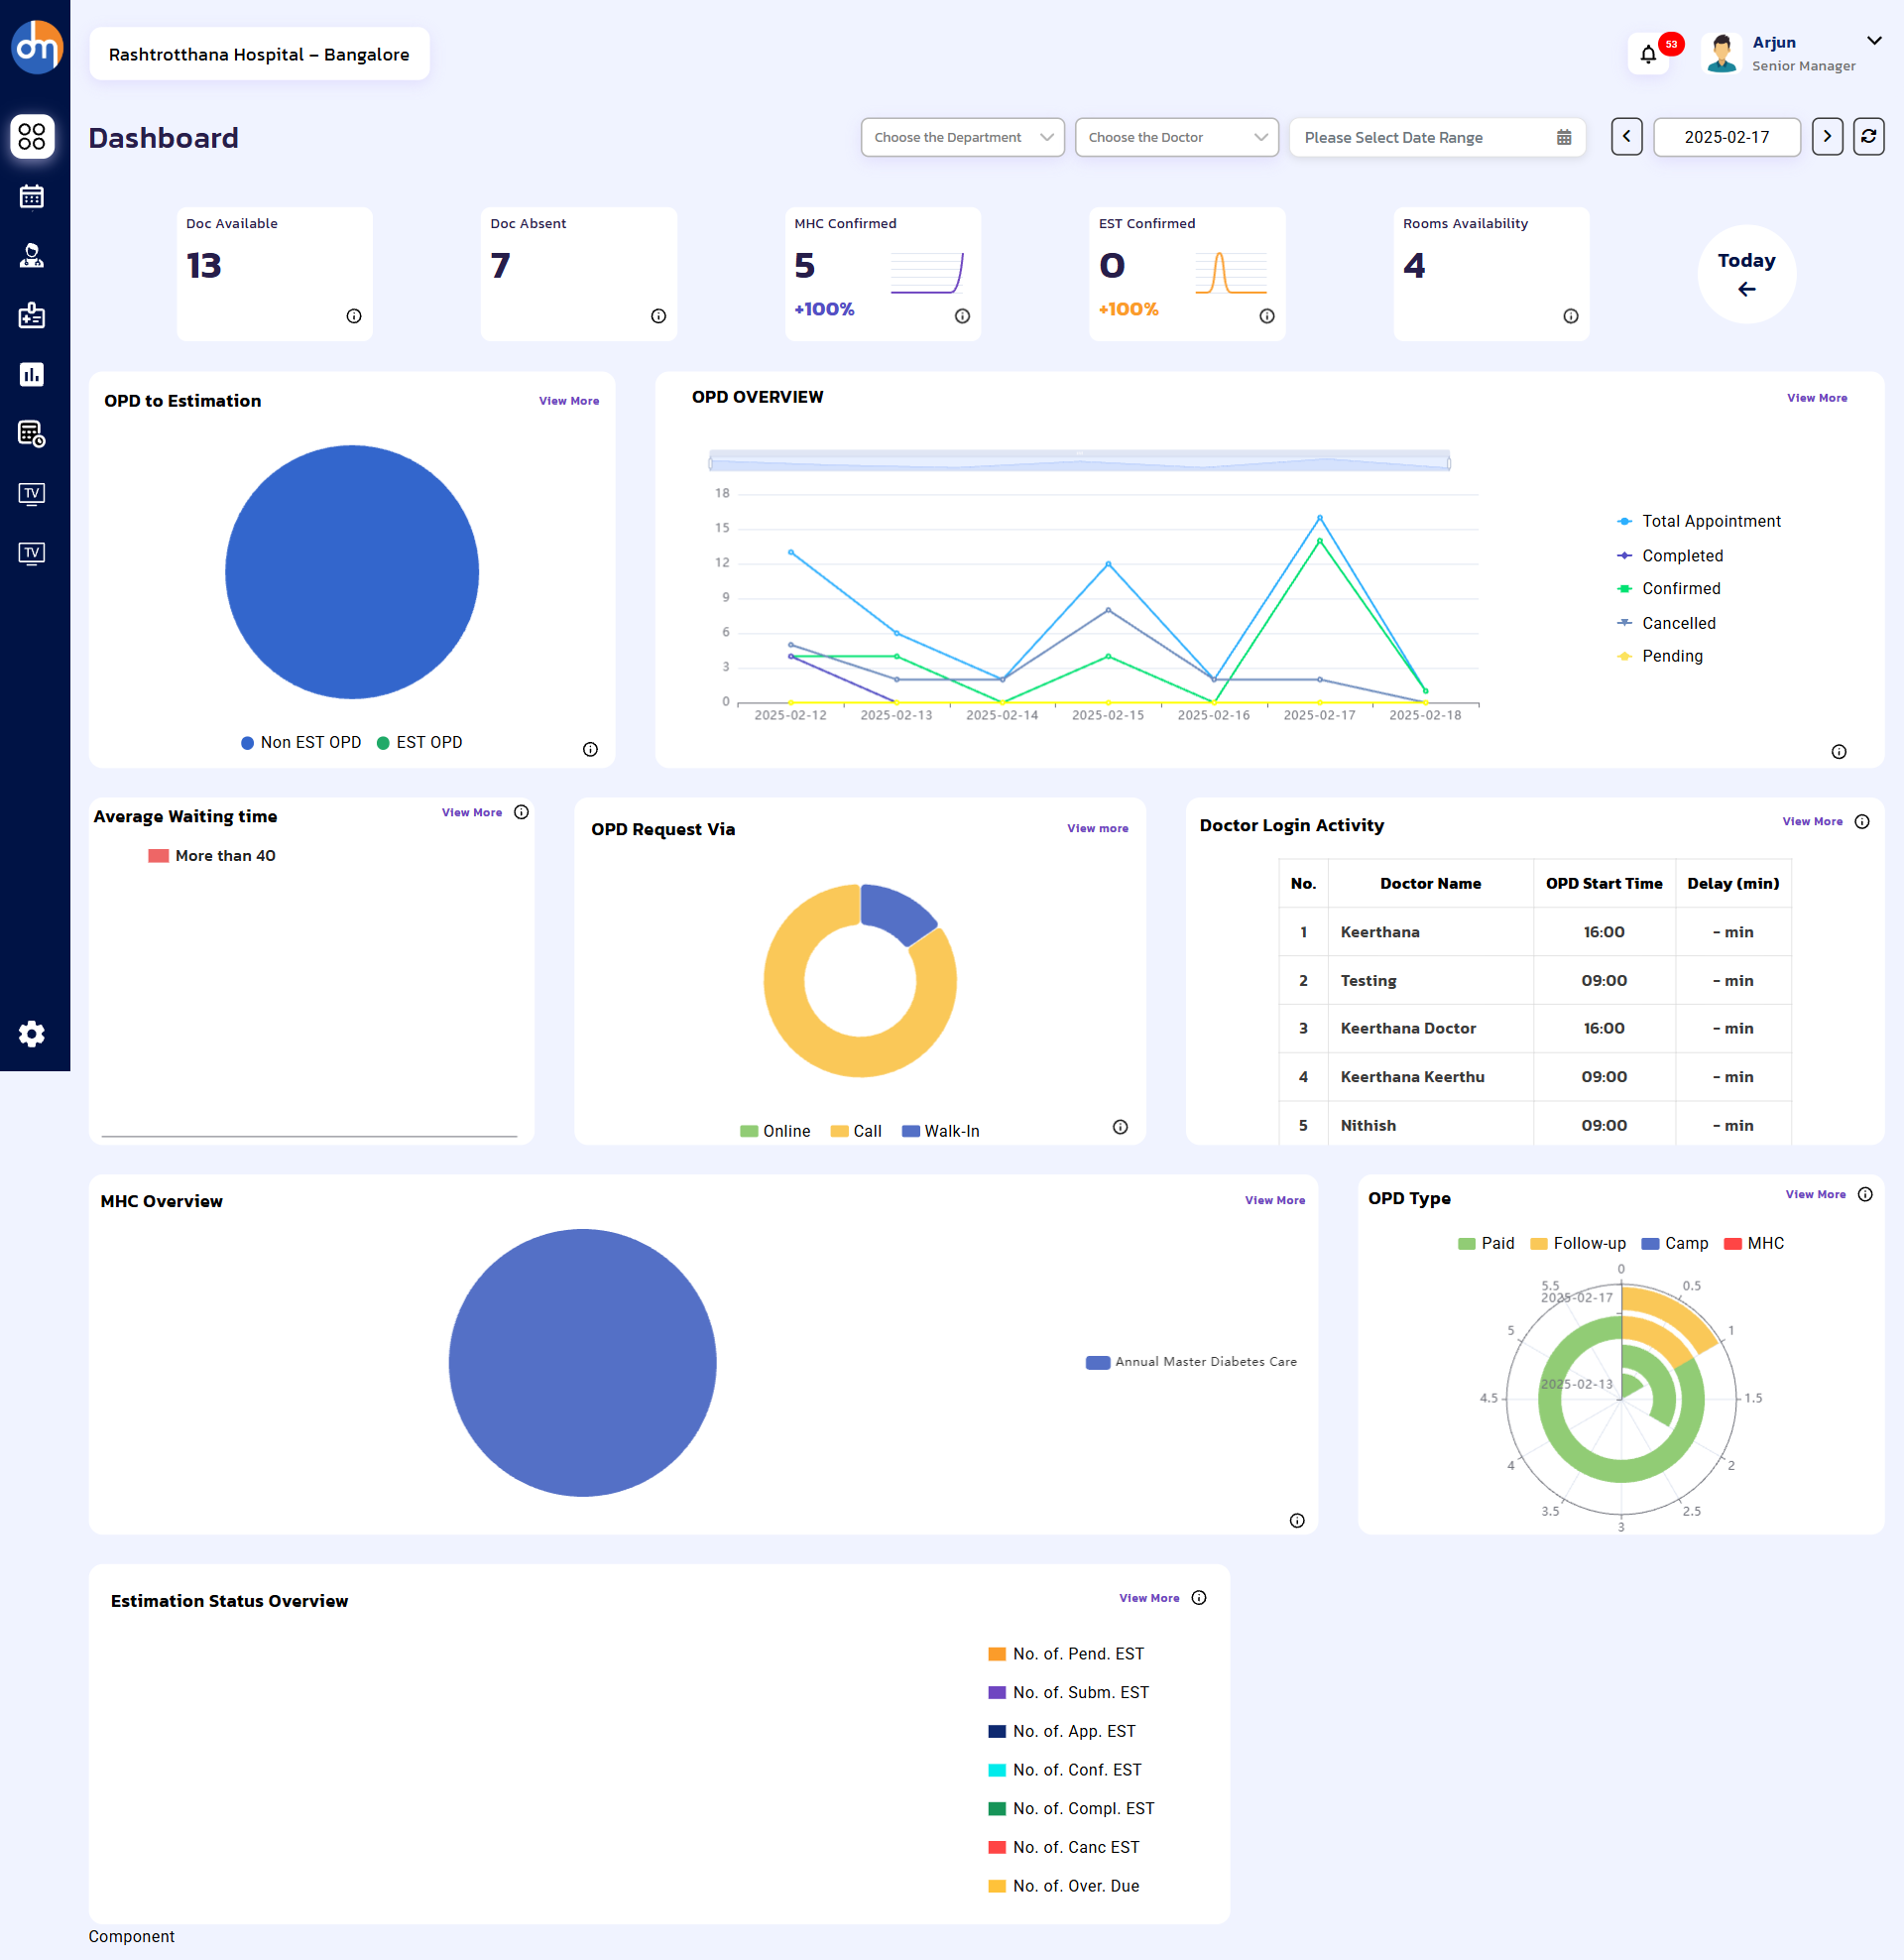 dm
Rashtrotthana Hospital – Bangalore
53
Arjun
Senior Manager
Dashboard
Choose the Department
Choose the Doctor
Please Select Date Range
2025-02-17
TV
TV
Doc Available
13
Doc Absent
7
MHC Confirmed
5
+100%
EST Confirmed
0
+100%
Rooms Availability
4
Today
OPD to Estimation
View More
Non EST OPD
EST OPD
OPD OVERVIEW
View More
18
15
12
9
6
3
0
2025-02-12
2025-02-13
2025-02-14
2025-02-15
2025-02-16
2025-02-17
2025-02-18
Total Appointment
Completed
Confirmed
Cancelled
Pending
Average Waiting time
View More
More than 40
OPD Request Via
View more
Online
Call
Walk-In
Doctor Login Activity
View More
No. Doctor Name OPD Start Time Delay (min)
1 Keerthana 16:00 - min
2 Testing 09:00 - min
3 Keerthana Doctor 16:00 - min
4 Keerthana Keerthu 09:00 - min
5 Nithish 09:00 - min
MHC Overview
View More
Annual Master Diabetes Care
OPD Type
View More
Paid
Follow-up
Camp
MHC
0
0.5
1
1.5
2
2.5
3
3.5
4
4.5
5
5.5
2025-02-17
2025-02-13
Estimation Status Overview
View More
No. of. Pend. EST
No. of. Subm. EST
No. of. App. EST
No. of. Conf. EST
No. of. Compl. EST
No. of. Canc EST
No. of. Over. Due
Component